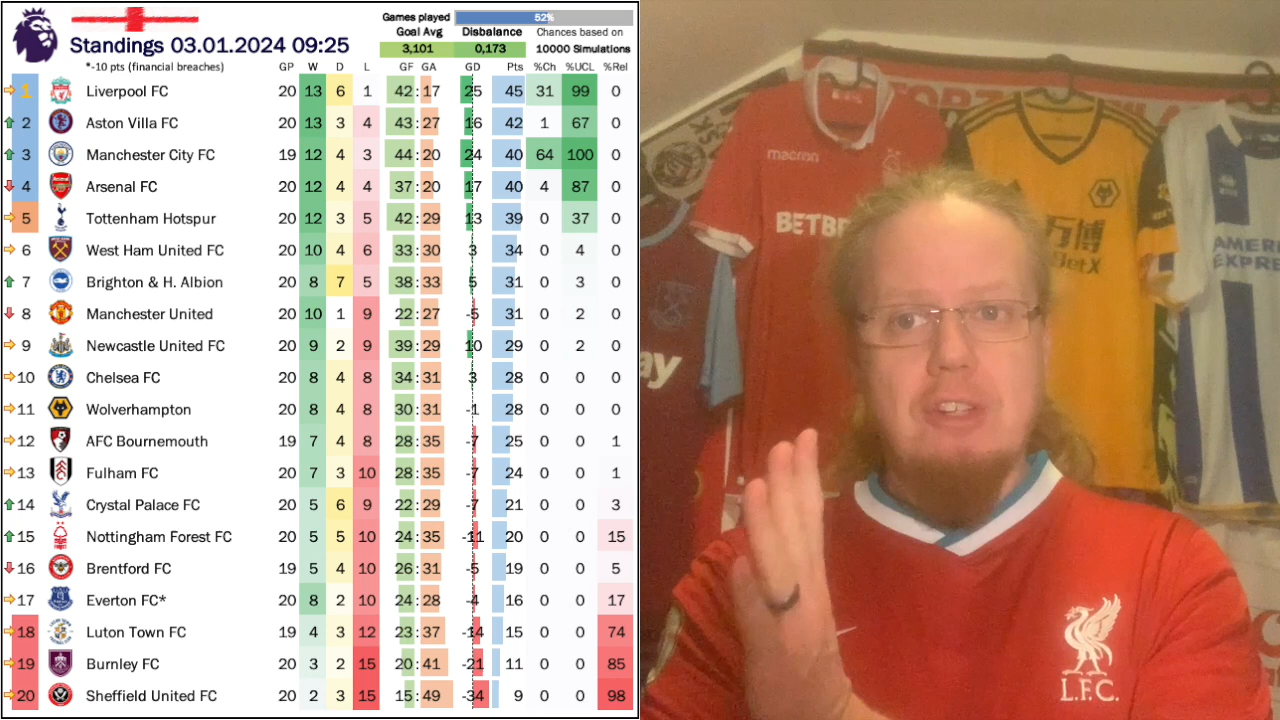 Games played 52%
Standings 03.01.2024 09:25
Goal Avg Disbalance Chances based on
3,101 0,173 10000 Simulations
*-10 pts (financial breaches) GP W D L GF GA GD Pts %Ch %UCL %Rel
1 Liverpool FC 20 13 6 1 42:17 25 45 31 99 0
2 Aston Villa FC 20 13 3 4 43:27 16 42 1 67 0
3 Manchester City FC 19 12 4 3 44:20 24 40 64 100 0
4 Arsenal FC 20 12 4 4 37:20 17 40 4 87 0
5 Tottenham Hotspur 20 12 3 5 42:29 13 39 0 37 0
6 West Ham United FC 20 10 4 6 33:30 3 34 0 4 0
7 Brighton & H. Albion 20 8 7 5 38:33 5 31 0 3 0
8 Manchester United 20 10 1 9 22:27 -5 31 0 2 0
9 Newcastle United FC 20 9 2 9 39:29 10 29 0 2 0
10 Chelsea FC 20 8 4 8 34:31 3 28 0 0 0
11 Wolverhampton 20 8 4 8 30:31 -1 28 0 0 0
12 AFC Bournemouth 19 7 4 8 28:35 -7 25 0 0 1
13 Fulham FC 20 7 3 10 28:35 -7 24 0 0 1
14 Crystal Palace FC 20 5 6 9 22:29 -7 21 0 0 3
15 Nottingham Forest FC 20 5 5 10 24:35 -11 20 0 0 15
16 Brentford FC 19 5 4 10 26:31 -5 19 0 0 5
17 Everton FC* 20 8 2 10 24:28 -4 16 0 0 17
18 Luton Town FC 19 4 3 12 23:37 -14 15 0 0 74
19 Burnley FC 20 3 2 15 20:41 -21 11 0 0 85
20 Sheffield United FC 20 2 3 15 15:49 -34 9 0 0 98
macron
BETB
万博
BetX
AMERI
EXPRE
ay
L.F.C.